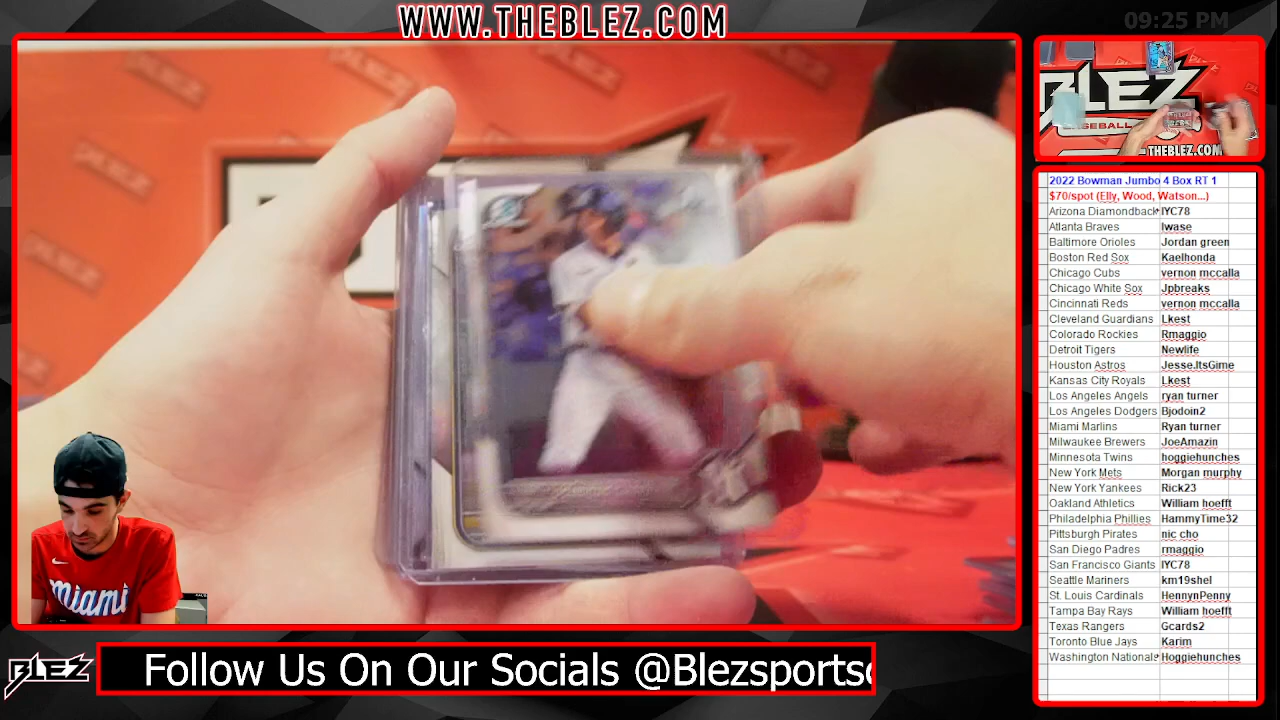 WWW.THEBLEZ.COM
09:25 PM
BLEZ
BASEBALL
THEBLEZ.COM
2022 Bowman Jumbo 4 Box RT 1
$70/spot (Elly, Wood, Watson...)
Arizona Diamondback IYC78
Atlanta Braves Iwase
Baltimore Orioles Jordan green
Boston Red Sox Kaelhonda
Chicago Cubs vernon mccalla
Chicago White Sox Jpbreaks
Cincinnati Reds vernon mccalla
Cleveland Guardians Lkest
Colorado Rockies Rmaggio
Detroit Tigers Newlife
Houston Astros JesseItsGime
Kansas City Royals Lkest
Los Angeles Angels ryan turner
Los Angeles Dodgers Bjodoin2
Miami Marlins Ryan turner
Milwaukee Brewers JoeAmazin
Minnesota Twins hoggiehunches
New York Mets Morgan murphy
New York Yankees Rick23
Oakland Athletics William hoefft
Philadelphia Phillies HammyTime32
Pittsburgh Pirates nic cho
San Diego Padres rmaggio
San Francisco Giants IYC78
Seattle Mariners km19shel
St. Louis Cardinals HennynPenny
Tampa Bay Rays William hoefft
Texas Rangers Gcards2
Toronto Blue Jays Karim
Washington Nationals Hoggiehunches
miami
BLEZ
Follow Us On Our Socials @Blezsports